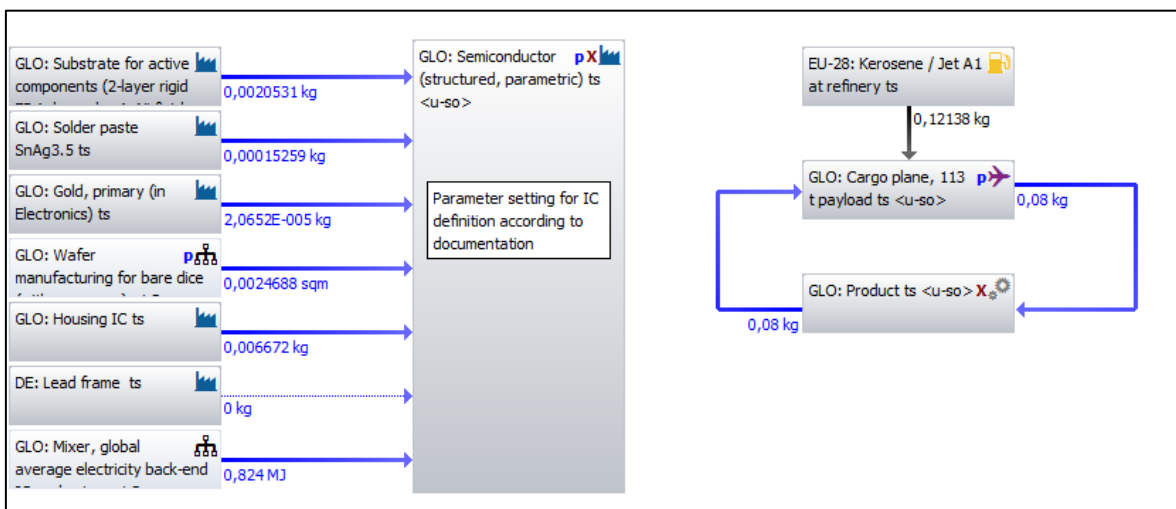 GLO: Substrate for active
components (2-layer rigid
0,0020531 kg
GLO: Solder paste
SnAg3.5 ts
0,00015259 kg
GLO: Gold, primary (in
Electronics) ts
2,0652E-005 kg
GLO: Wafer
p
manufacturing for bare dice
0,0024688 sqm
GLO: Housing IC ts
0,006672 kg
DE: Lead frame ts
0 kg
GLO: Mixer, global
average electricity back-end
0,824 MJ
GLO: Semiconductor
p X
(structured, parametric) ts
<u-so>
Parameter setting for IC
definition according to
documentation
EU-28: Kerosene / Jet A1
at refinery ts
0,12138 kg
GLO: Cargo plane, 113
p
t payload ts <u-so>
0,08 kg
GLO: Product ts <u-so> X
0,08 kg